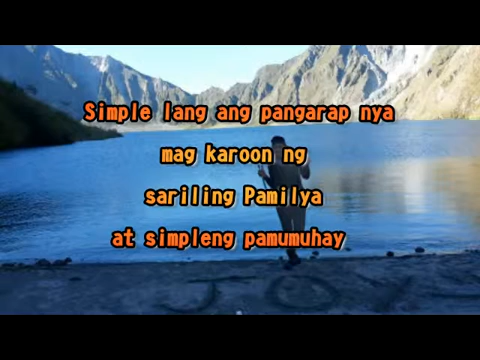 Simple lang ang pangarap nya
mag karoon ng
sariling Pamilya
at simpleng pamumuhay